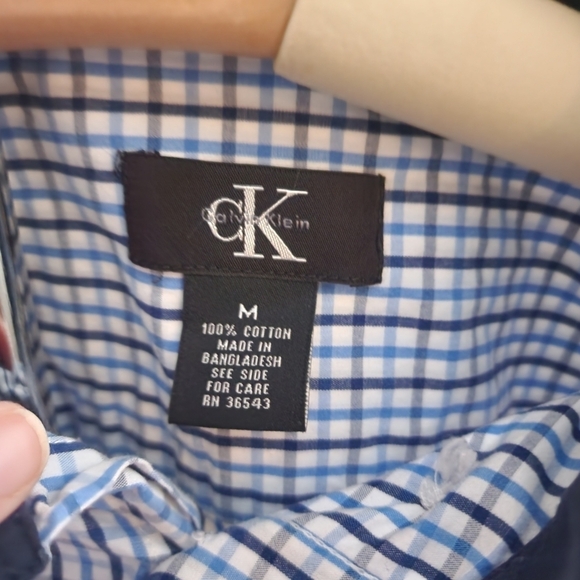 cK
Calvin Klein
M
100% COTTON
MADE IN
BANGLADESH
SEE SIDE
FOR CARE
RN 36543